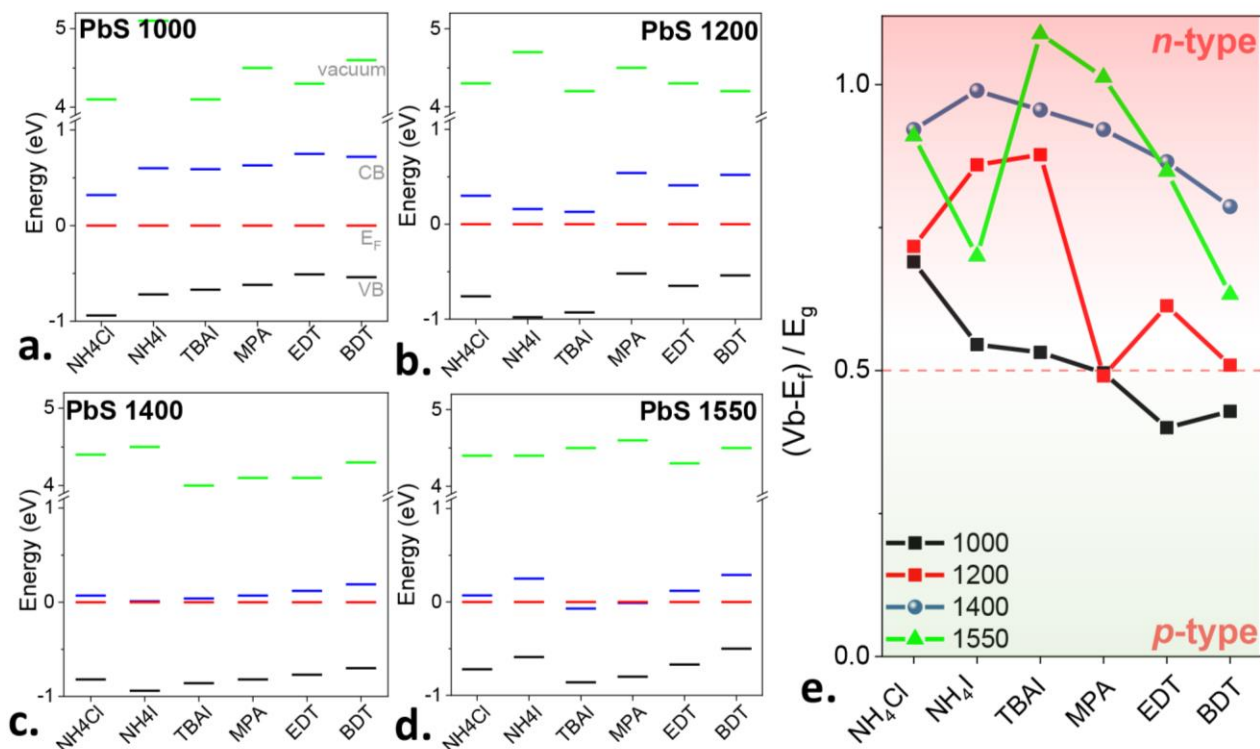 PbS 1000
5
4
1
0
-1
Energy (eV)
vacuum
CB
EF
VB
NH4Cl
NH4I
TBAI
MPA
EDT
BDT
a.
PbS 1200
5
4
1
0
-1
Energy (eV)
NH4Cl
NH4I
TBAI
MPA
EDT
BDT
b.
PbS 1400
5
4
1
0
-1
Energy (eV)
NH4Cl
NH4I
TBAI
MPA
EDT
BDT
c.
PbS 1550
5
4
1
0
-1
Energy (eV)
NH4Cl
NH4I
TBAI
MPA
EDT
BDT
d.
n-type
1.0
0.5
0.0
(Vb-Ef) / Eg
1000
1200
1400
1550
p-type
NH4Cl
NH4I
TBAI
MPA
EDT
BDT
e.